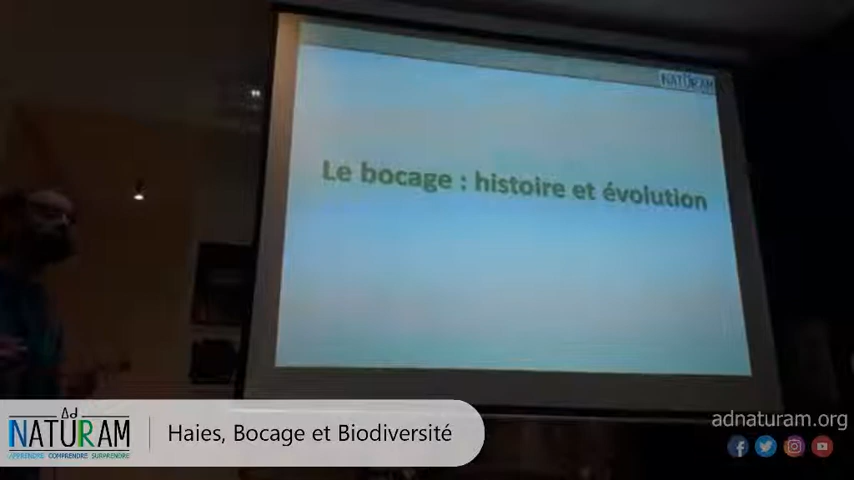 NATURAM
Le bocage : histoire et évolution
Ad
NATURAM
APPRENDRE COMPRENDRE SURPRENDRE
Haies, Bocage et Biodiversité
adnaturam.org